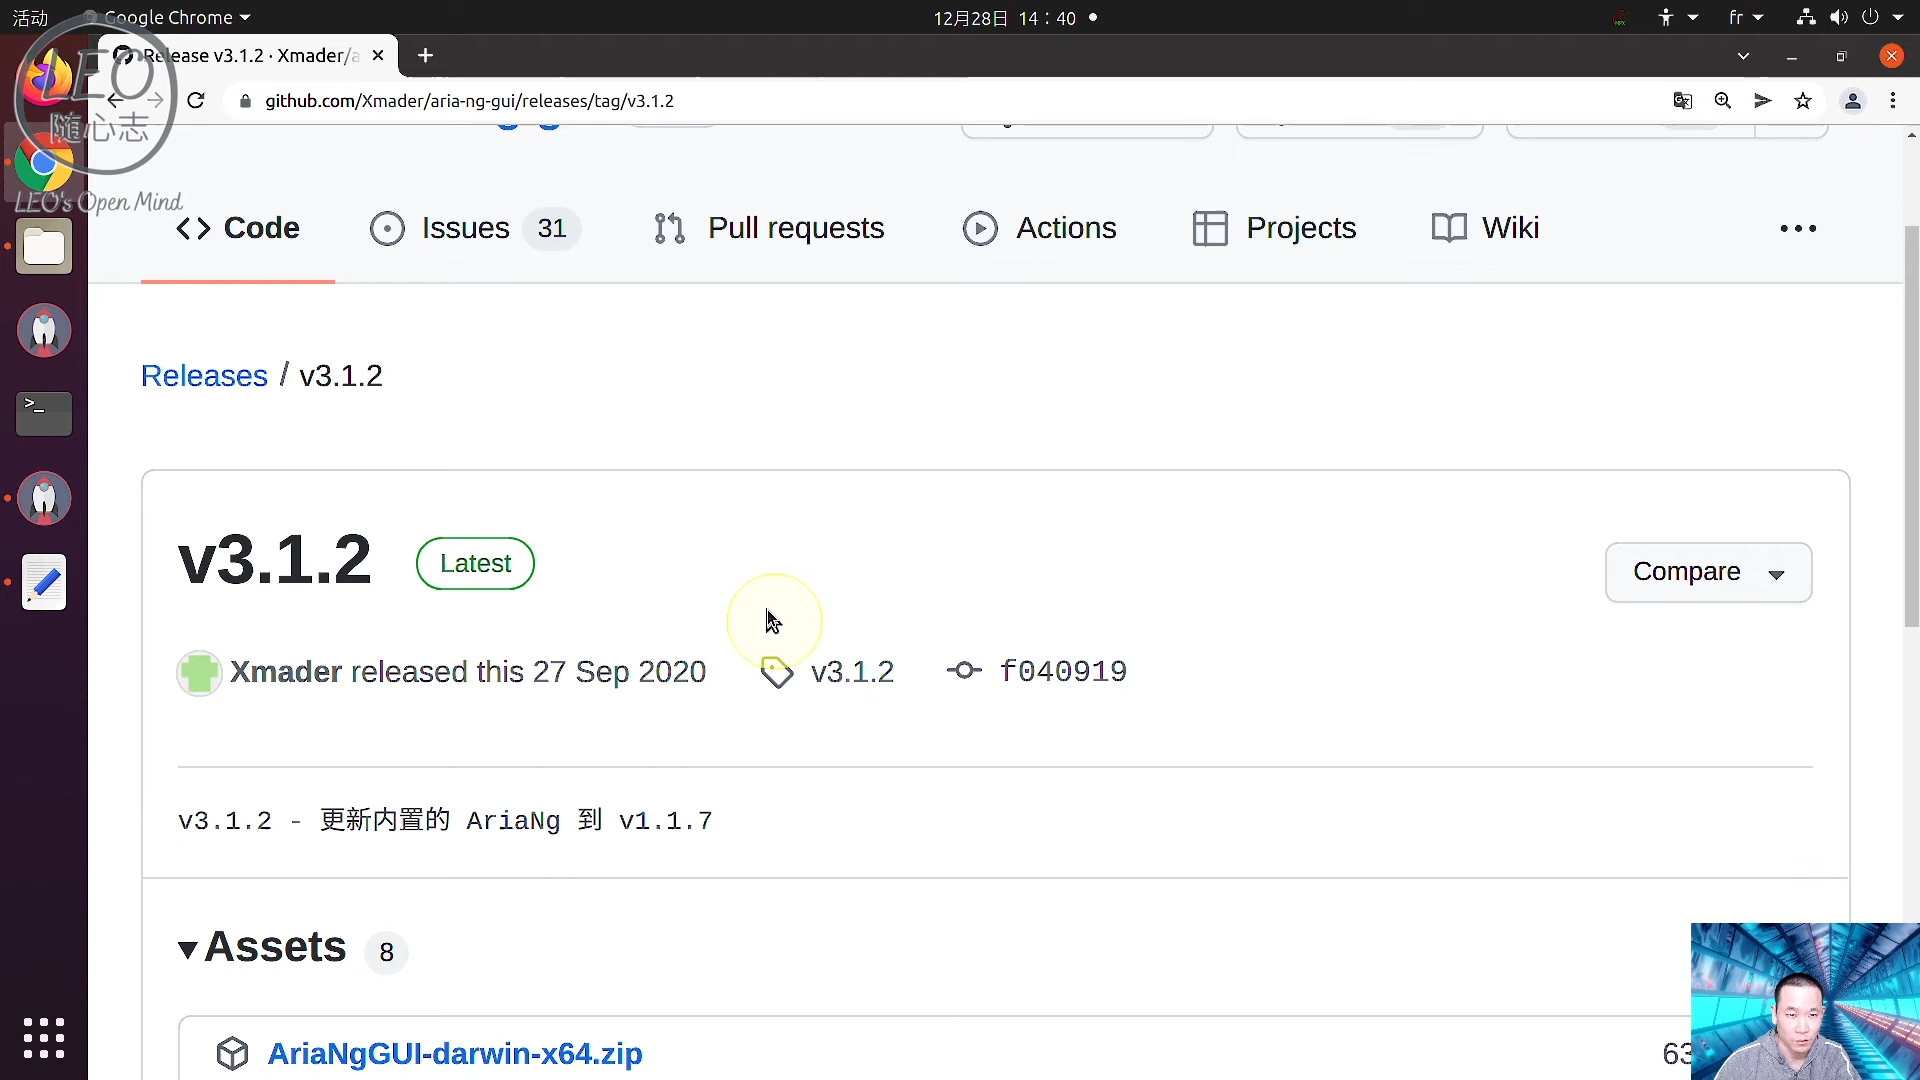 活动
Google Chrome
12月28日 14：40
fr
LEO
随心志
LEO's Open Mind
Release v3.1.2 · Xmader/a
github.com/Xmader/aria-ng-gui/releases/tag/v3.1.2
Code
Issues 31
Pull requests
Actions
Projects
Wiki
Releases / v3.1.2
v3.1.2
Latest
Compare
Xmader released this 27 Sep 2020
v3.1.2
f040919
v3.1.2 - 更新内置的 AriaNg 到 v1.1.7
Assets 8
AriaNgGUI-darwin-x64.zip
63